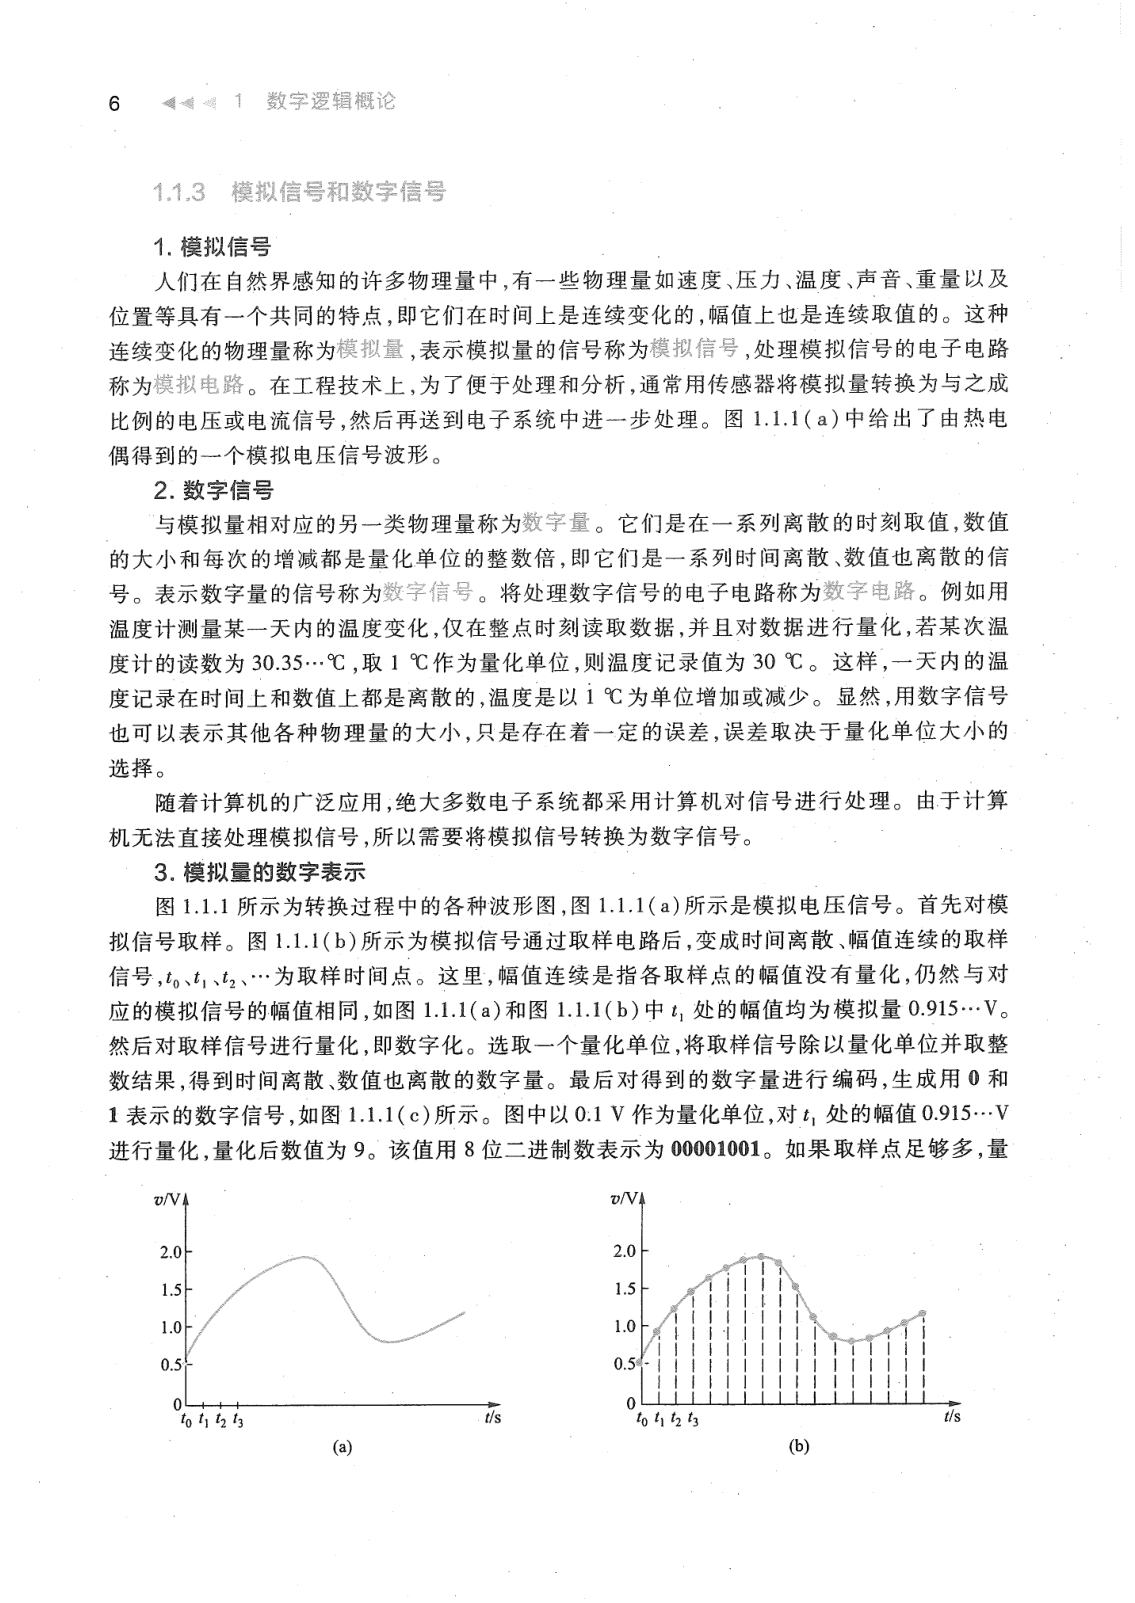 6 1 数字逻辑概论
1.1.3 模拟信号和数字信号
1. 模拟信号
人们在自然界感知的许多物理量中,有一些物理量如速度、压力、温度、声音、重量以及
位置等具有一个共同的特点,即它们在时间上是连续变化的,幅值上也是连续取值的。这种
连续变化的物理量称为模拟量,表示模拟量的信号称为模拟信号,处理模拟信号的电子电路
称为模拟电路。在工程技术上,为了便于处理和分析,通常用传感器将模拟量转换为与之成
比例的电压或电流信号,然后再送到电子系统中进一步处理。图 1.1.1(a)中给出了由热电
偶得到的一个模拟电压信号波形。
2. 数字信号
与模拟量相对应的另一类物理量称为数字量。它们是在一系列离散的时刻取值,数值
的大小和每次的增减都是量化单位的整数倍,即它们是一系列时间离散、数值也离散的信
号。表示数字量的信号称为数字信号。将处理数字信号的电子电路称为数字电路。例如用
温度计测量某一天内的温度变化,仅在整点时刻读取数据,并且对数据进行量化,若某次温
度计的读数为 30.35…℃,取 1 ℃作为量化单位,则温度记录值为 30 ℃。这样,一天内的温
度记录在时间上和数值上都是离散的,温度是以 1 ℃为单位增加或减少。显然,用数字信号
也可以表示其他各种物理量的大小,只是存在着一定的误差,误差取决于量化单位大小的
选择。
随着计算机的广泛应用,绝大多数电子系统都采用计算机对信号进行处理。由于计算
机无法直接处理模拟信号,所以需要将模拟信号转换为数字信号。
3. 模拟量的数字表示
图 1.1.1 所示为转换过程中的各种波形图,图 1.1.1(a)所示是模拟电压信号。首先对模
拟信号取样。图 1.1.1(b)所示为模拟信号通过取样电路后,变成时间离散、幅值连续的取样
信号,t₀、t₁、t₂、…为取样时间点。这里,幅值连续是指各取样点的幅值没有量化,仍然与对
应的模拟信号的幅值相同,如图 1.1.1(a)和图 1.1.1(b)中 t₁ 处的幅值均为模拟量 0.915…V。
然后对取样信号进行量化,即数字化。选取一个量化单位,将取样信号除以量化单位并取整
数结果,得到时间离散、数值也离散的数字量。最后对得到的数字量进行编码,生成用 0 和
1 表示的数字信号,如图 1.1.1(c)所示。图中以 0.1 V 作为量化单位,对 t₁ 处的幅值 0.915…V
进行量化,量化后数值为 9。该值用 8 位二进制数表示为 00001001。如果取样点足够多,量
v/V
2.0
1.5
1.0
0.5
0
t₀ t₁ t₂ t₃ t/s
(a)
v/V
2.0
1.5
1.0
0.5
0
t₀ t₁ t₂ t₃ t/s
(b)